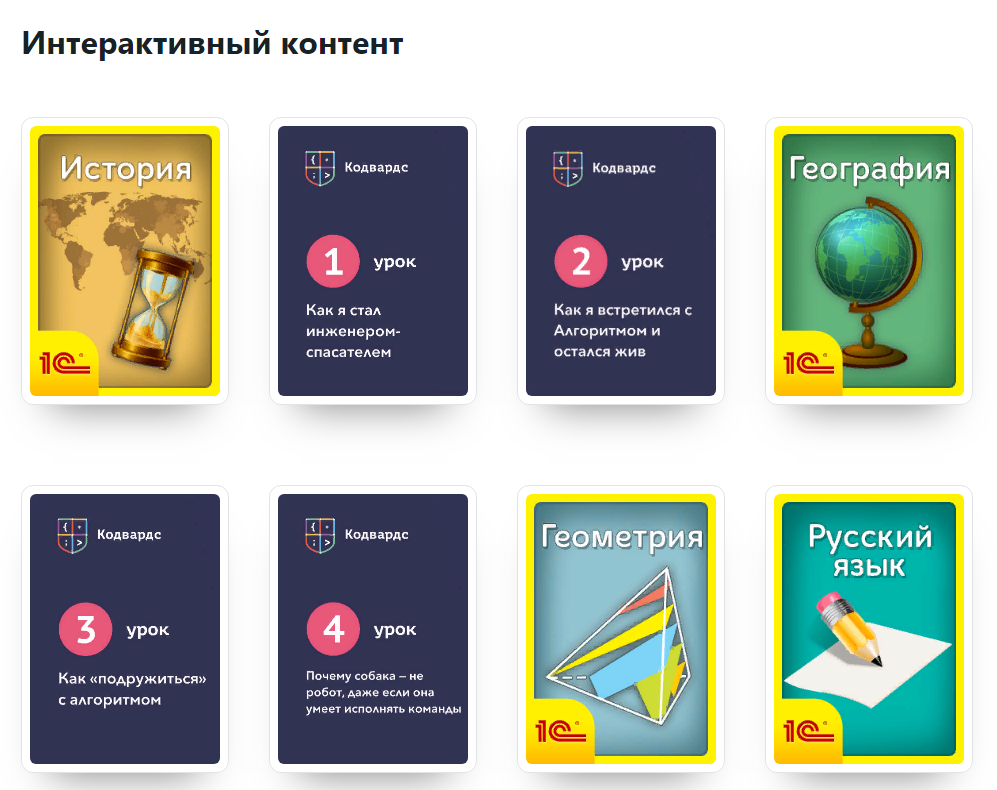 Интерактивный контент
История
1С
Кодвардс
1 урок
Как я стал
инженером-
спасателем
Кодвардс
2 урок
Как я встретился с
Алгоритмом и
остался жив
География
1С
Кодвардс
3 урок
Как «подружиться»
с алгоритмом
Кодвардс
4 урок
Почему собака – не
робот, даже если она
умеет исполнять команды
Геометрия
1С
Русский
язык
1С